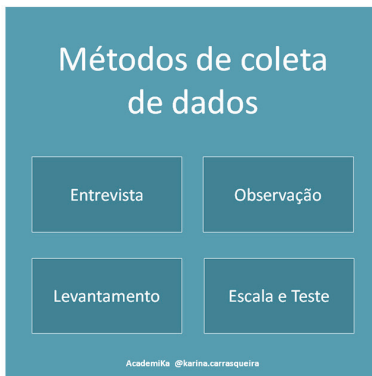 Métodos de coleta
de dados
Entrevista
Observação
Levantamento
Escala e Teste
AcademiKa @karina.carrasqueira